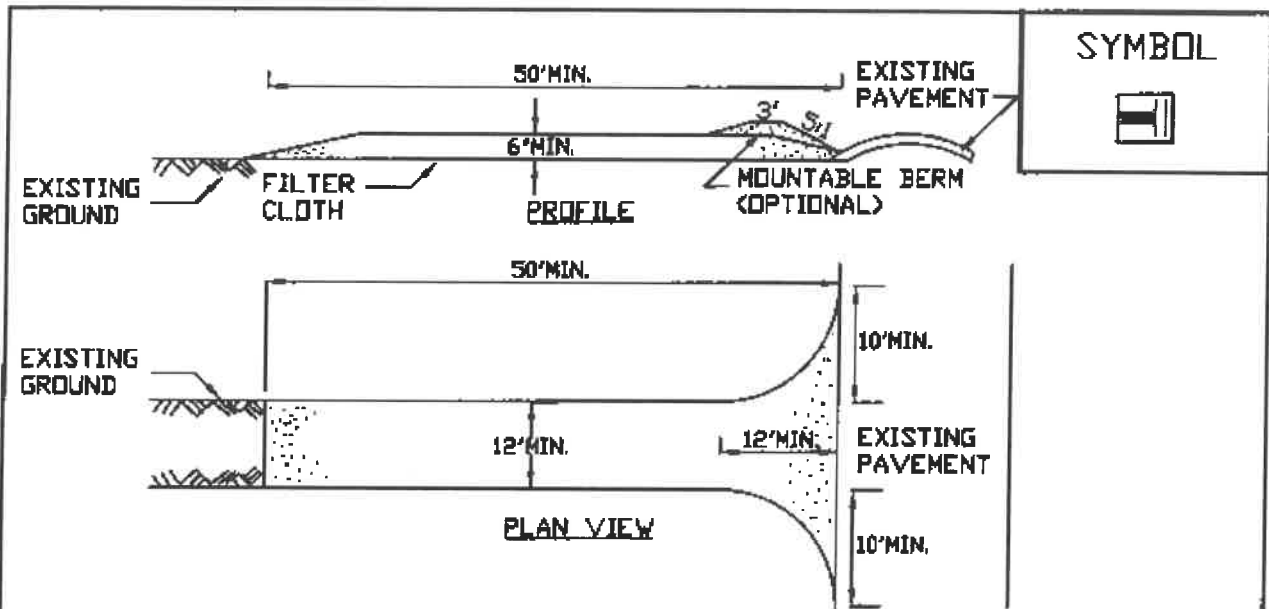 SYMBOL
50'MIN.
EXISTING
PAVEMENT
3'
5:1
6"MIN.
EXISTING
GROUND
FILTER
CLOTH
PROFILE
MOUNTABLE BERM
(OPTIONAL)
50'MIN.
10'MIN.
EXISTING
GROUND
12'MIN.
12'MIN.
EXISTING
PAVEMENT
PLAN VIEW
10'MIN.